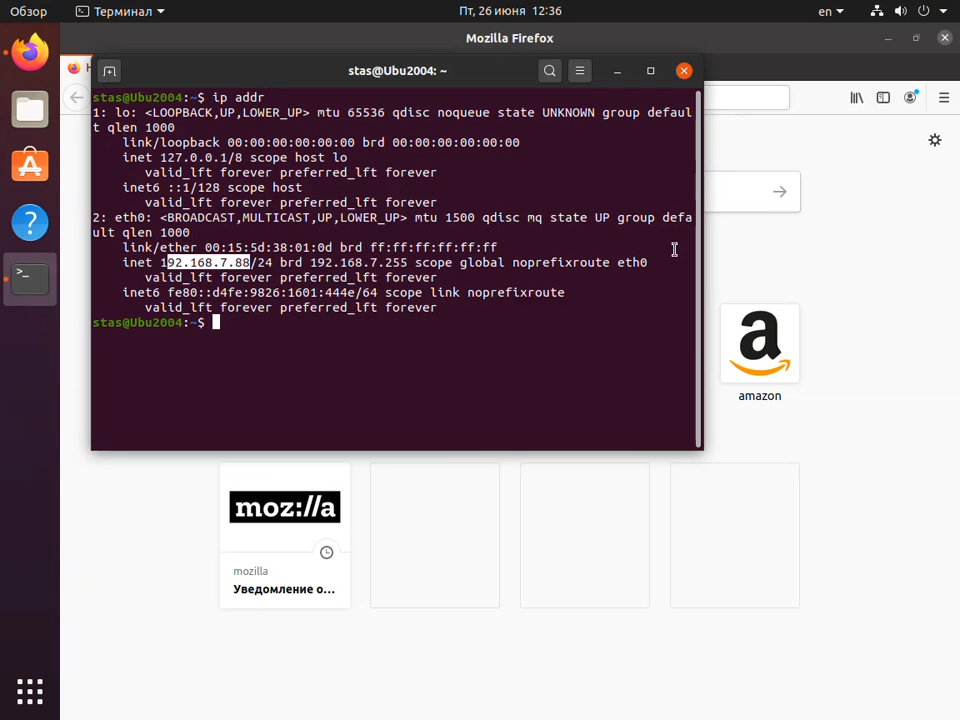 Обзор
Терминал
Пт, 26 июня 12:36
en
Mozilla Firefox
stas@Ubu2004: ~
stas@Ubu2004:~$ ip addr
1: lo: <LOOPBACK,UP,LOWER_UP> mtu 65536 qdisc noqueue state UNKNOWN group defaul
t qlen 1000
link/loopback 00:00:00:00:00:00 brd 00:00:00:00:00:00
inet 127.0.0.1/8 scope host lo
valid_lft forever preferred_lft forever
inet6 ::1/128 scope host
valid_lft forever preferred_lft forever
2: eth0: <BROADCAST,MULTICAST,UP,LOWER_UP> mtu 1500 qdisc mq state UP group defa
ult qlen 1000
link/ether 00:15:5d:38:01:0d brd ff:ff:ff:ff:ff:ff
inet 192.168.7.88/24 brd 192.168.7.255 scope global noprefixroute eth0
valid_lft forever preferred_lft forever
inet6 fe80::d4fe:9826:1601:444e/64 scope link noprefixroute
valid_lft forever preferred_lft forever
stas@Ubu2004:~$
a
amazon
moz://a
mozilla
Уведомление о...